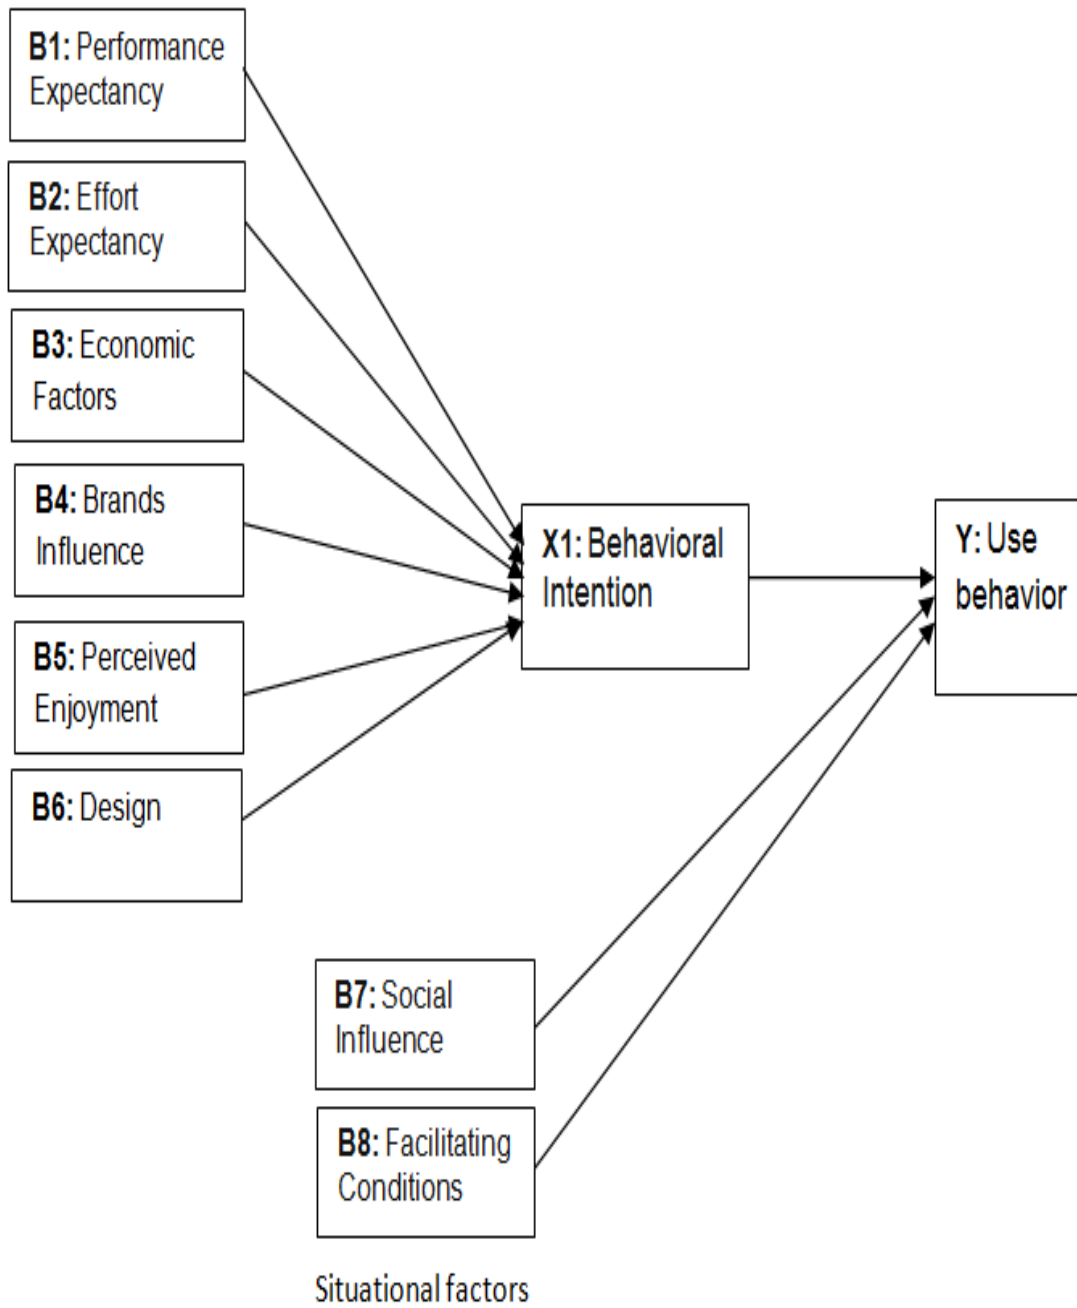 B1: Performance
Expectancy
B2: Effort
Expectancy
B3: Economic
Factors
B4: Brands
Influence
X1: Behavioral
Intention
Y: Use
behavior
B5: Perceived
Enjoyment
B6: Design
B7: Social
Influence
B8: Facilitating
Conditions
Situational factors